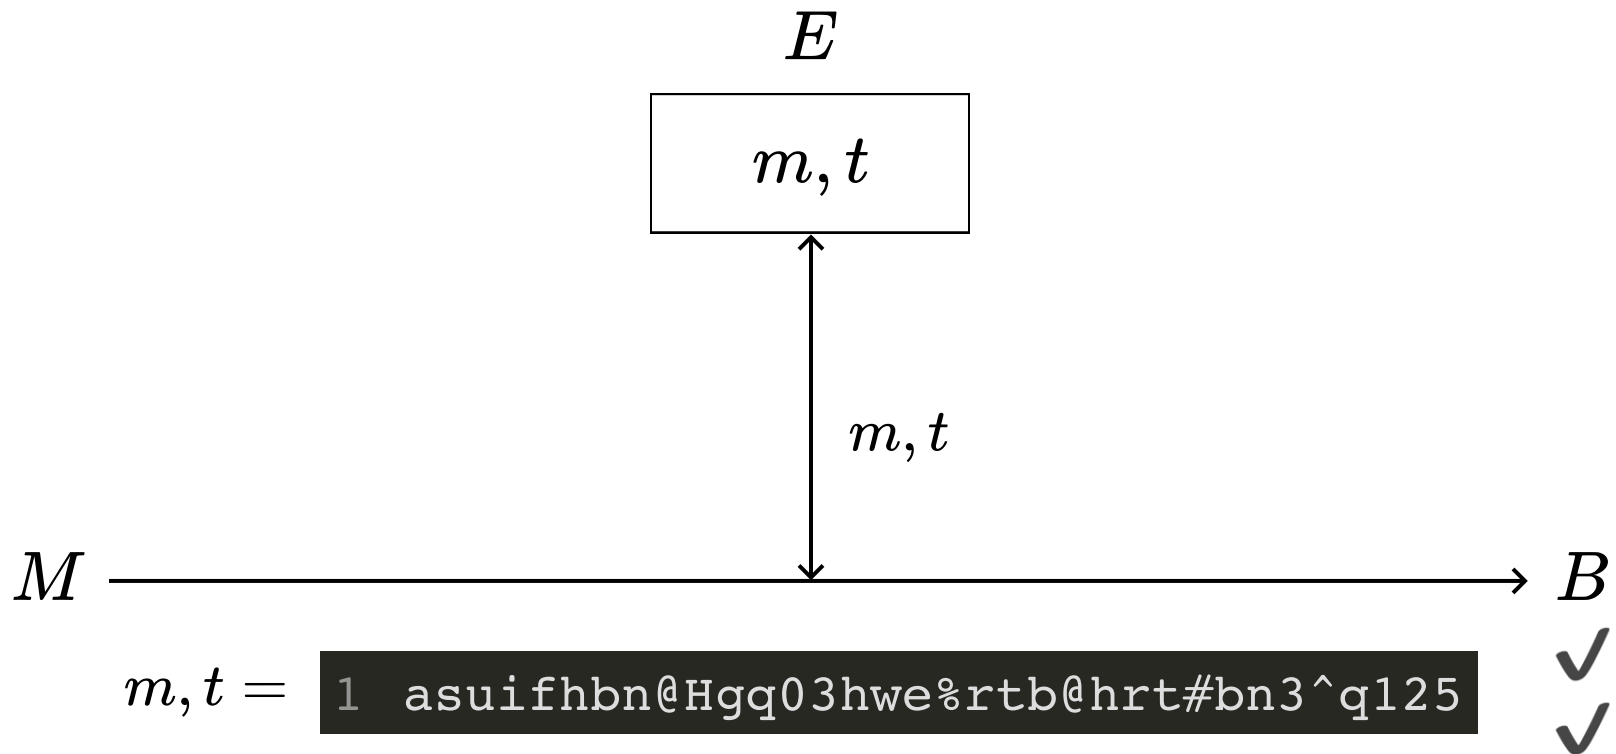 E
m, t
m, t
M
B
m, t =
1 asuifhbn@Hgq03hwe%rtb@hrt#bn3^q125